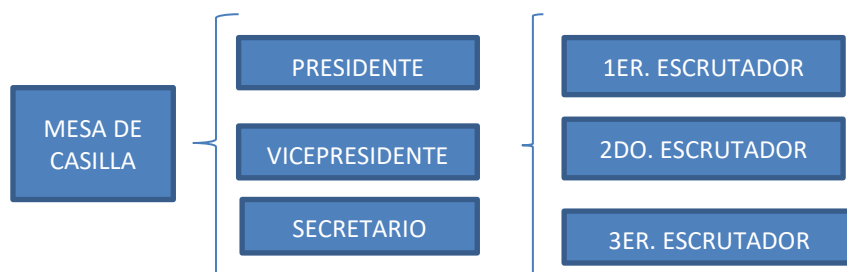 MESA DE
CASILLA
PRESIDENTE
VICEPRESIDENTE
SECRETARIO
1ER. ESCRUTADOR
2DO. ESCRUTADOR
3ER. ESCRUTADOR